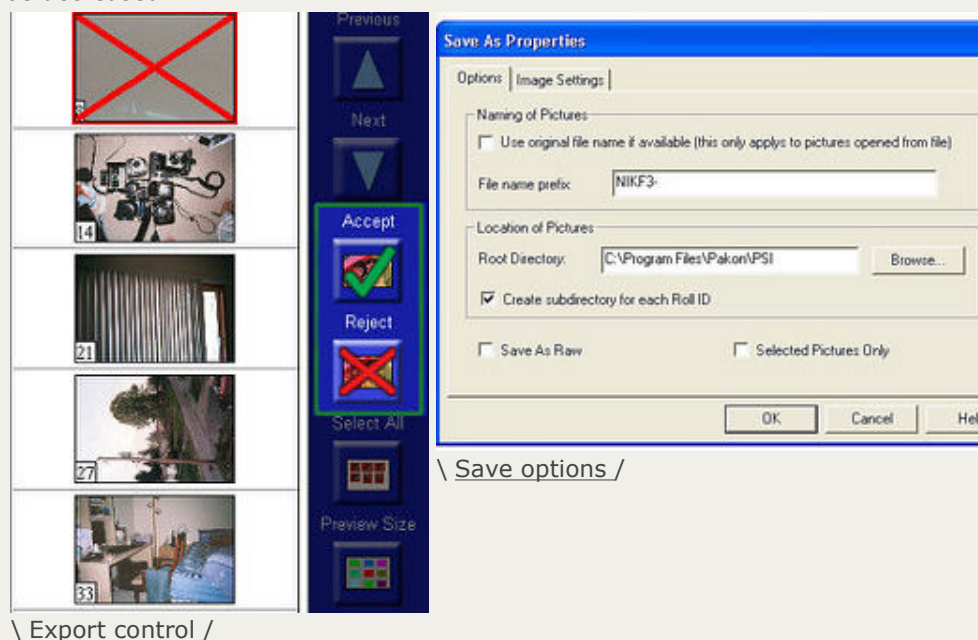 Previous
Next
Accept
Reject
Select All
Preview Size
14
21
27
33
\ Export control /
Save As Properties
Options
Image Settings
Naming of Pictures
Use original file name if available (this only applys to pictures opened from file)
File name prefix:
NIKF3-
Location of Pictures
Root Directory:
C:\Program Files\Pakon\PSI
Browse...
Create subdirectory for each Roll ID
Save As Raw
Selected Pictures Only
OK
Cancel
\ Save options /